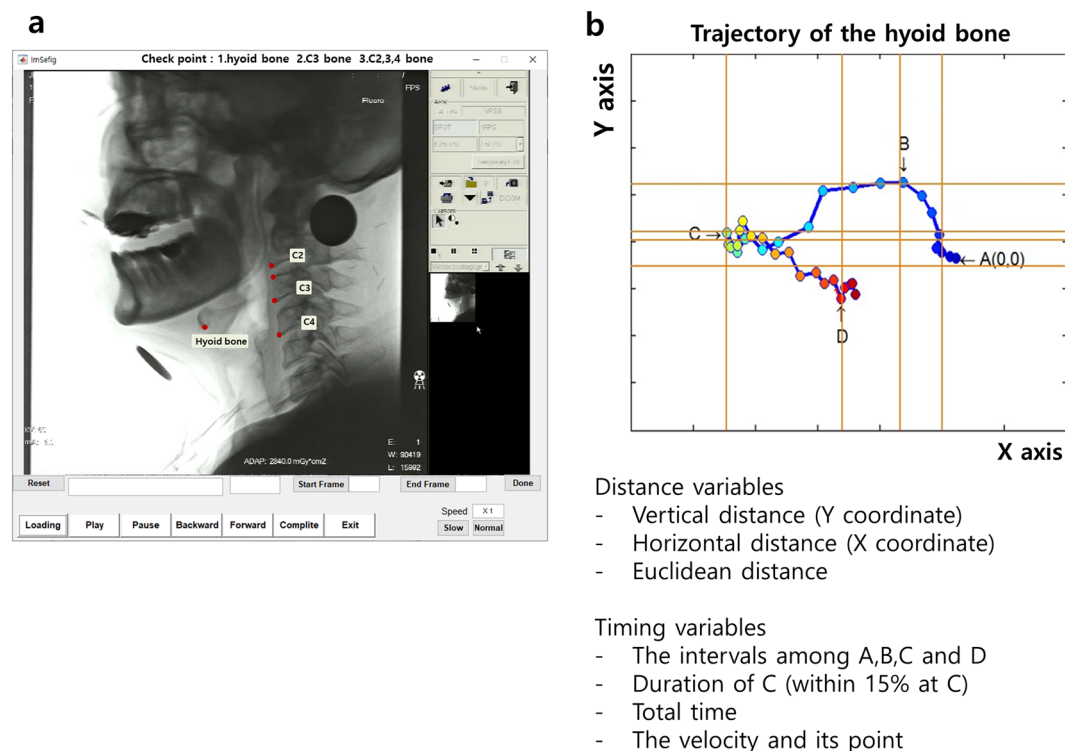 a
ImSefig
Check point : 1.hyoid bone 2.C3 bone 3.C2,3,4 bone
FPS
Fluoro
C2
C3
C4
Hyoid bone
E: 1
W: 30419
L: 15992
ADAP: 2840.0 mGy*cm2
Reset
Start Frame
End Frame
Done
Speed
X 1
Loading
Play
Pause
Backward
Forward
Complite
Exit
Slow
Normal
b
Trajectory of the hyoid bone
Y axis
B
C
A(0,0)
D
X axis
Distance variables
- Vertical distance (Y coordinate)
- Horizontal distance (X coordinate)
- Euclidean distance
Timing variables
- The intervals among A,B,C and D
- Duration of C (within 15% at C)
- Total time
- The velocity and its point